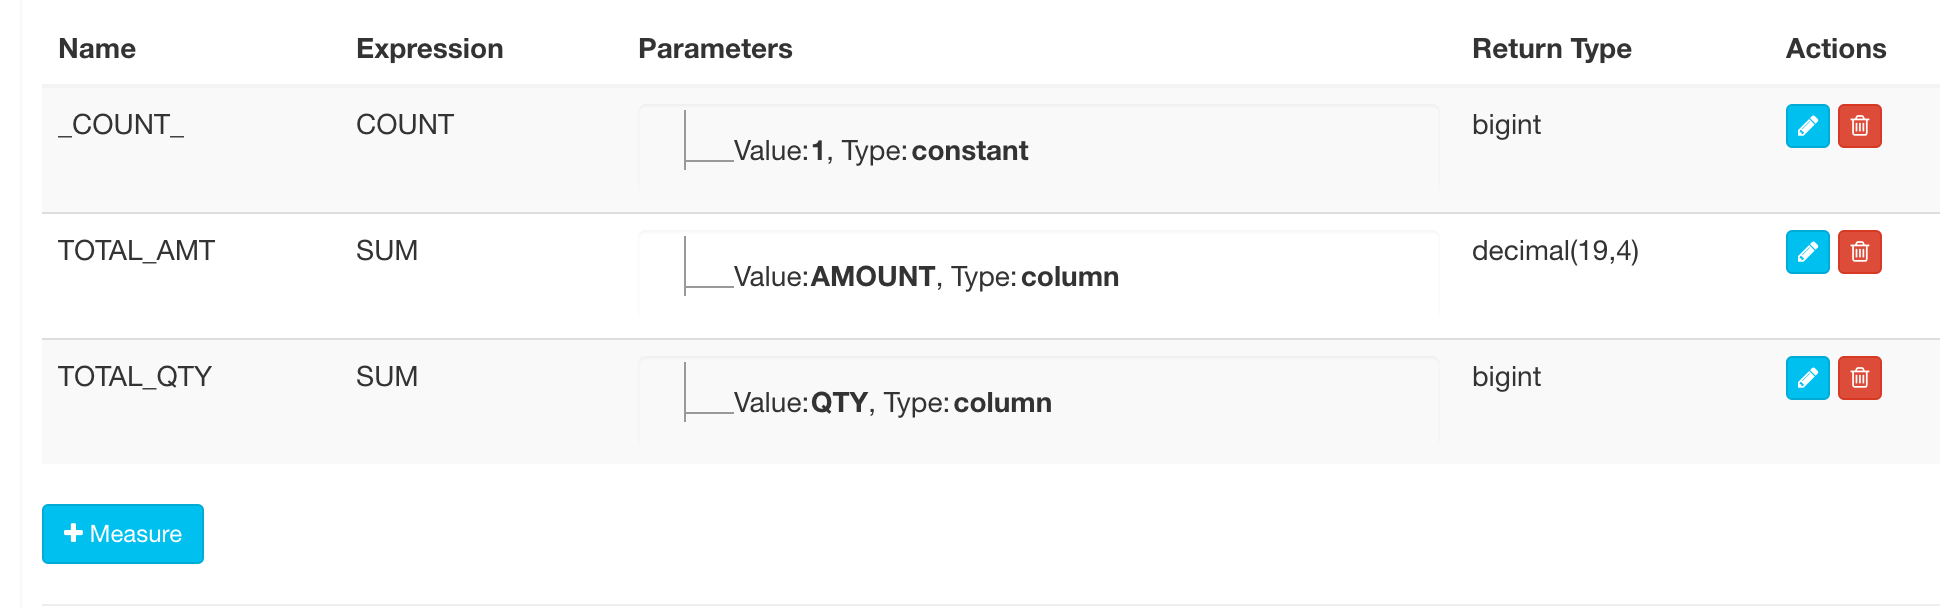 Name Expression Parameters Return Type Actions
_COUNT_ COUNT Value:1, Type:constant bigint
TOTAL_AMT SUM Value:AMOUNT, Type:column decimal(19,4)
TOTAL_QTY SUM Value:QTY, Type:column bigint
Measure